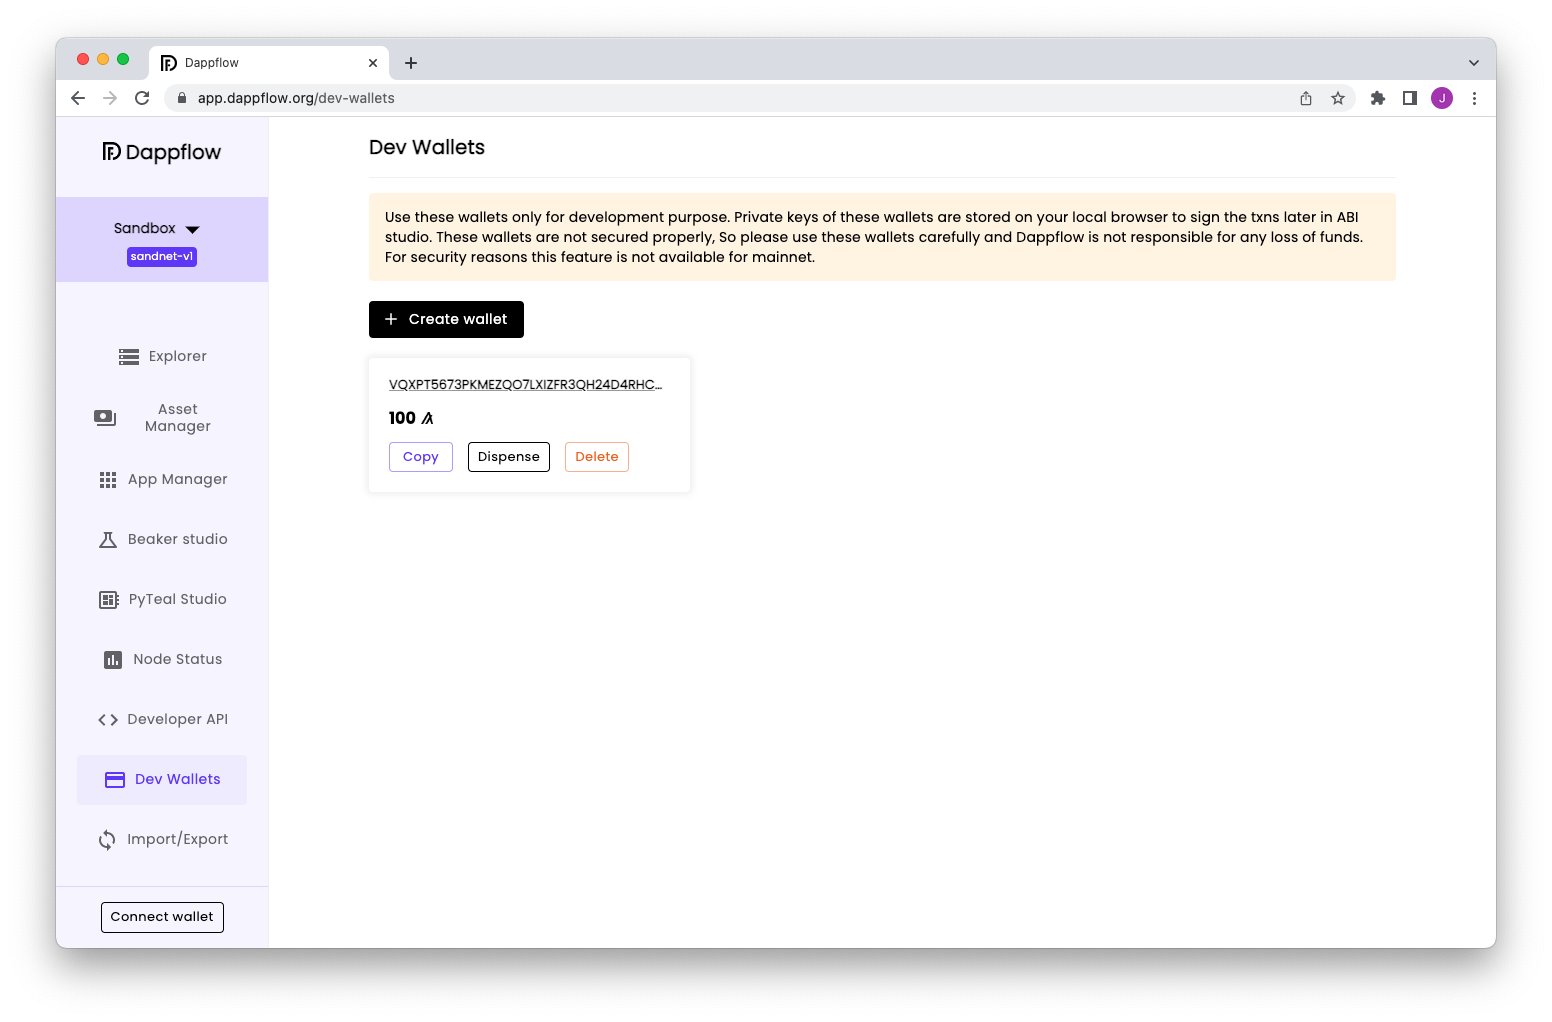 Dappflow
app.dappflow.org/dev-wallets
J
Dappflow
Sandbox
sandnet-v1
Explorer
Asset
Manager
App Manager
Beaker studio
PyTeal Studio
Node Status
Developer API
Dev Wallets
Import/Export
Connect wallet
Dev Wallets
Use these wallets only for development purpose. Private keys of these wallets are stored on your local browser to sign the txns later in ABI
studio. These wallets are not secured properly, So please use these wallets carefully and Dappflow is not responsible for any loss of funds.
For security reasons this feature is not available for mainnet.
+ Create wallet
VQXPT5673PKMEZQO7LXIZFR3QH24D4RHC...
100
Copy
Dispense
Delete